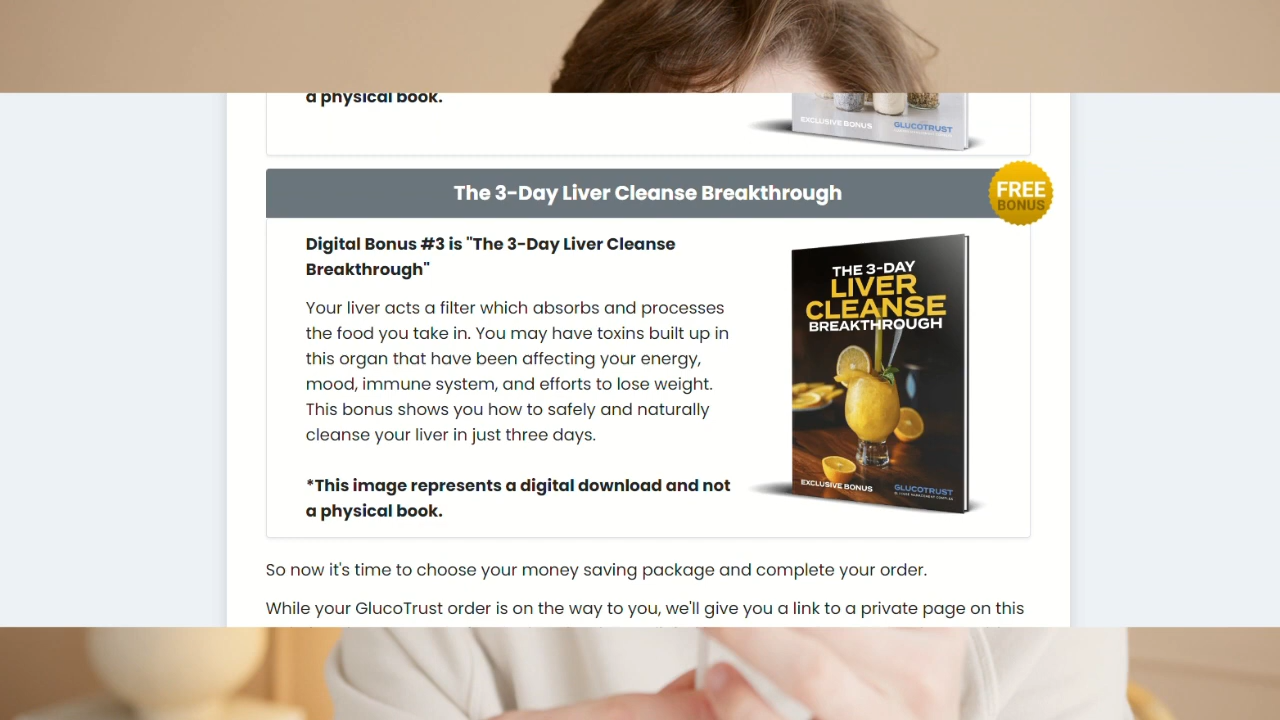 a physical book.
EXCLUSIVE BONUS
GLUCOTRUST
The 3-Day Liver Cleanse Breakthrough
FREE
BONUS
Digital Bonus #3 is "The 3-Day Liver Cleanse
Breakthrough"
Your liver acts a filter which absorbs and processes
the food you take in. You may have toxins built up in
this organ that have been affecting your energy,
mood, immune system, and efforts to lose weight.
This bonus shows you how to safely and naturally
cleanse your liver in just three days.
*This image represents a digital download and not
a physical book.
THE 3-DAY
LIVER
CLEANSE
BREAKTHROUGH
EXCLUSIVE BONUS
GLUCOTRUST
So now it's time to choose your money saving package and complete your order.
While your GlucoTrust order is on the way to you, we'll give you a link to a private page on this